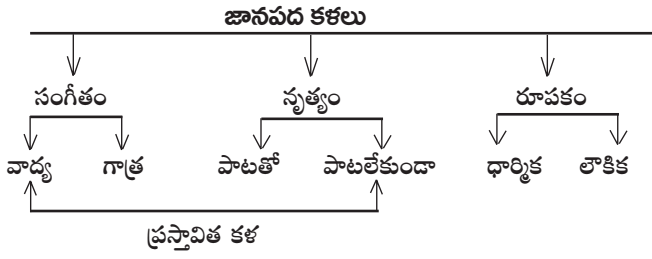 జానపద కళలు
సంగీతం నృత్యం రూపకం
వాద్య గాత్ర పాటతో పాటలేకుండా ధార్మిక లౌకిక
ప్రస్తావిత కళ